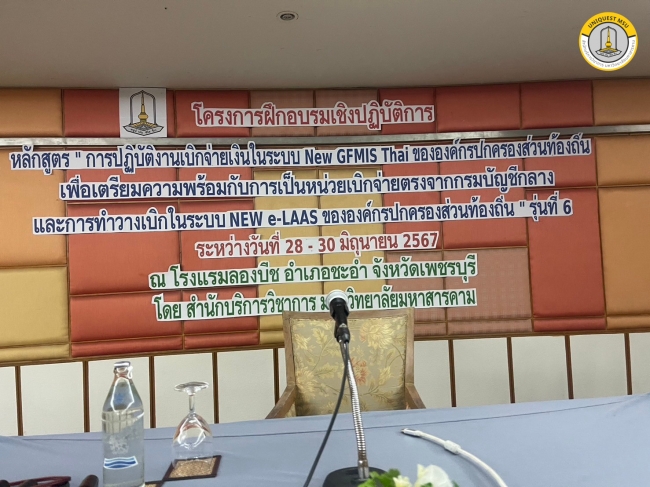 UNIQUEST MSU
โครงการฝึกอบรมเชิงปฏิบัติการ
หลักสูตร " การปฏิบัติงานเบิกจ่ายเงินในระบบ New GFMIS Thai ขององค์กรปกครองส่วนท้องถิ่น
เพื่อเตรียมความพร้อมกับการเป็นหน่วยเบิกจ่ายตรงจากกรมบัญชีกลาง
และการทำวางเบิกในระบบ NEW e-LAAS ขององค์กรปกครองส่วนท้องถิ่น " รุ่นที่ 6
ระหว่างวันที่ 28 - 30 มิถุนายน 2567
ณ โรงแรมลองบีช อำเภอชะอำ จังหวัดเพชรบุรี
โดย สำนักบริการวิชาการ มหาวิทยาลัยมหาสารคาม